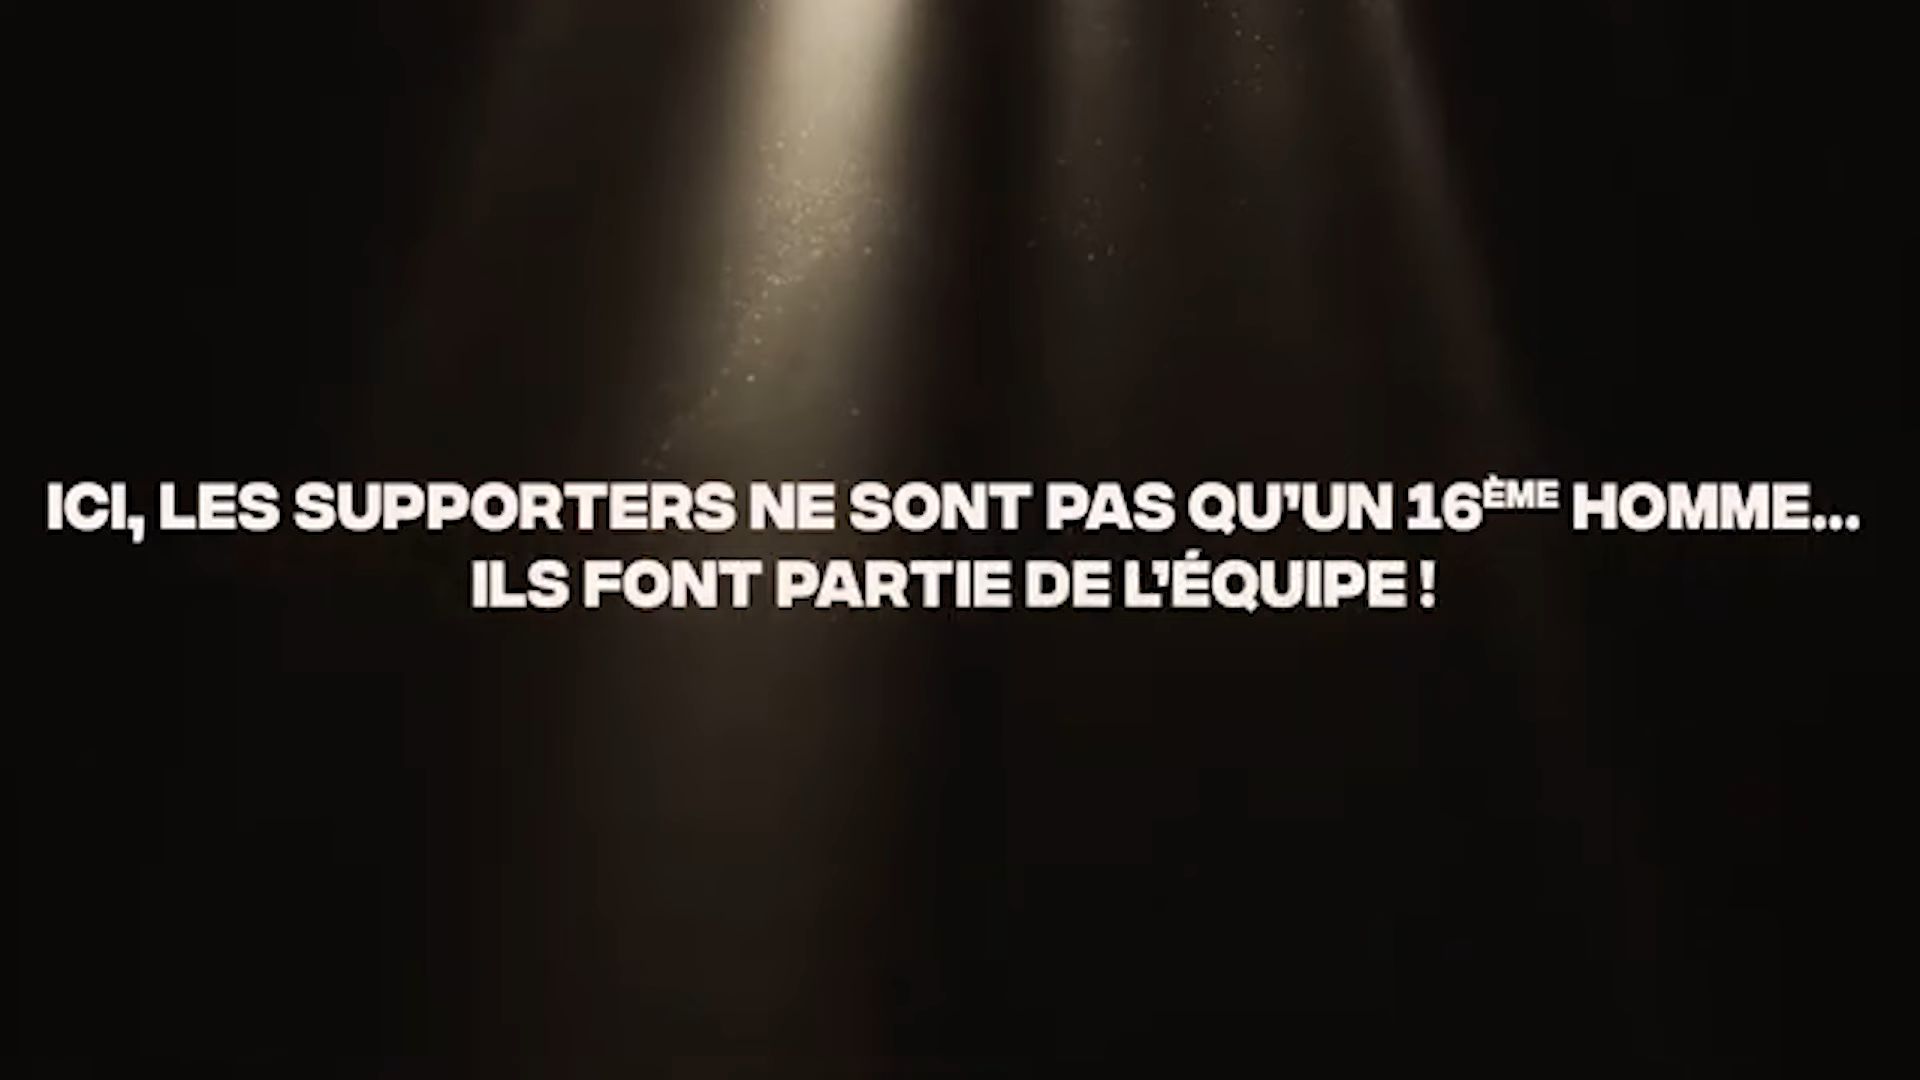 ICI, LES SUPPORTERS NE SONT PAS QU'UN 16ÈME HOMME...
ILS FONT PARTIE DE L'ÉQUIPE !